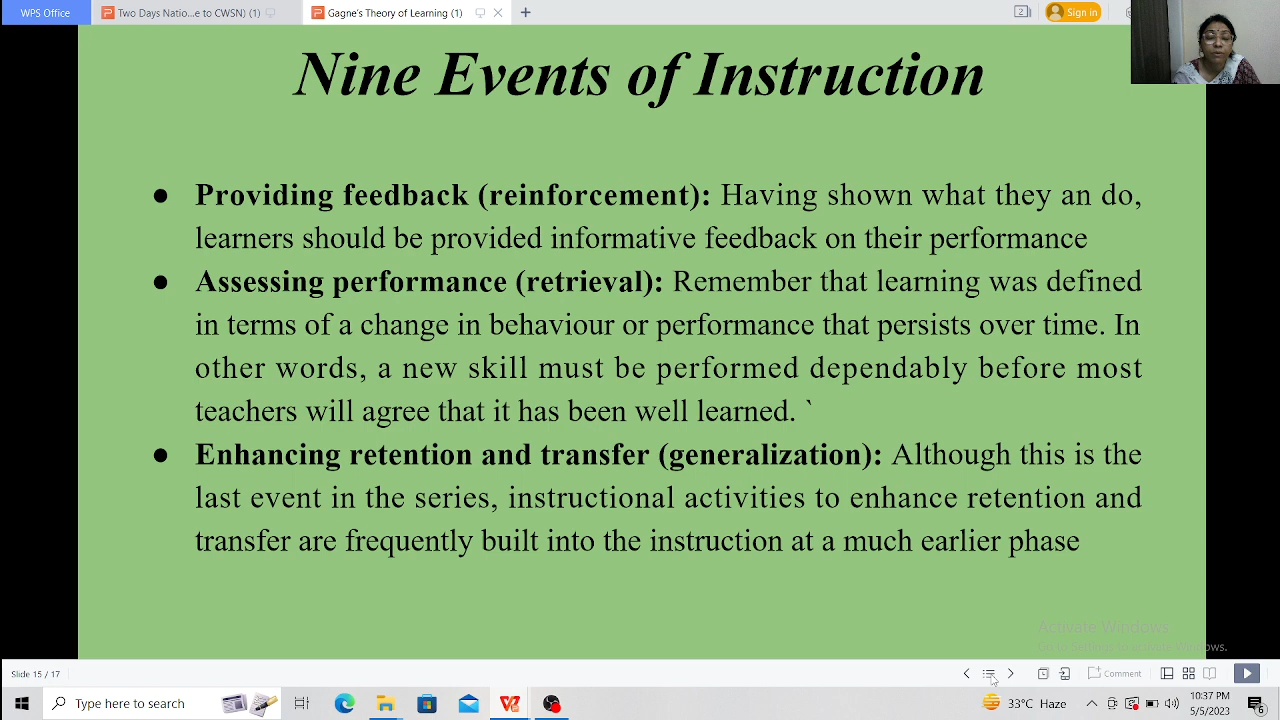 WPS Office
Two Days Natio...e to CWSN) (1)
Gagne's Theory of Learning (1)
+
2
Sign in
Nine Events of Instruction
● Providing feedback (reinforcement): Having shown what they an do,
learners should be provided informative feedback on their performance
● Assessing performance (retrieval): Remember that learning was defined
in terms of a change in behaviour or performance that persists over time. In
other words, a new skill must be performed dependably before most
teachers will agree that it has been well learned. `
● Enhancing retention and transfer (generalization): Although this is the
last event in the series, instructional activities to enhance retention and
transfer are frequently built into the instruction at a much earlier phase
Activate Windows
Go to Settings to activate Windows.
Slide 15 / 17
Comment
Type here to search
33°C Haze
10:37 PM
5/5/2023
6